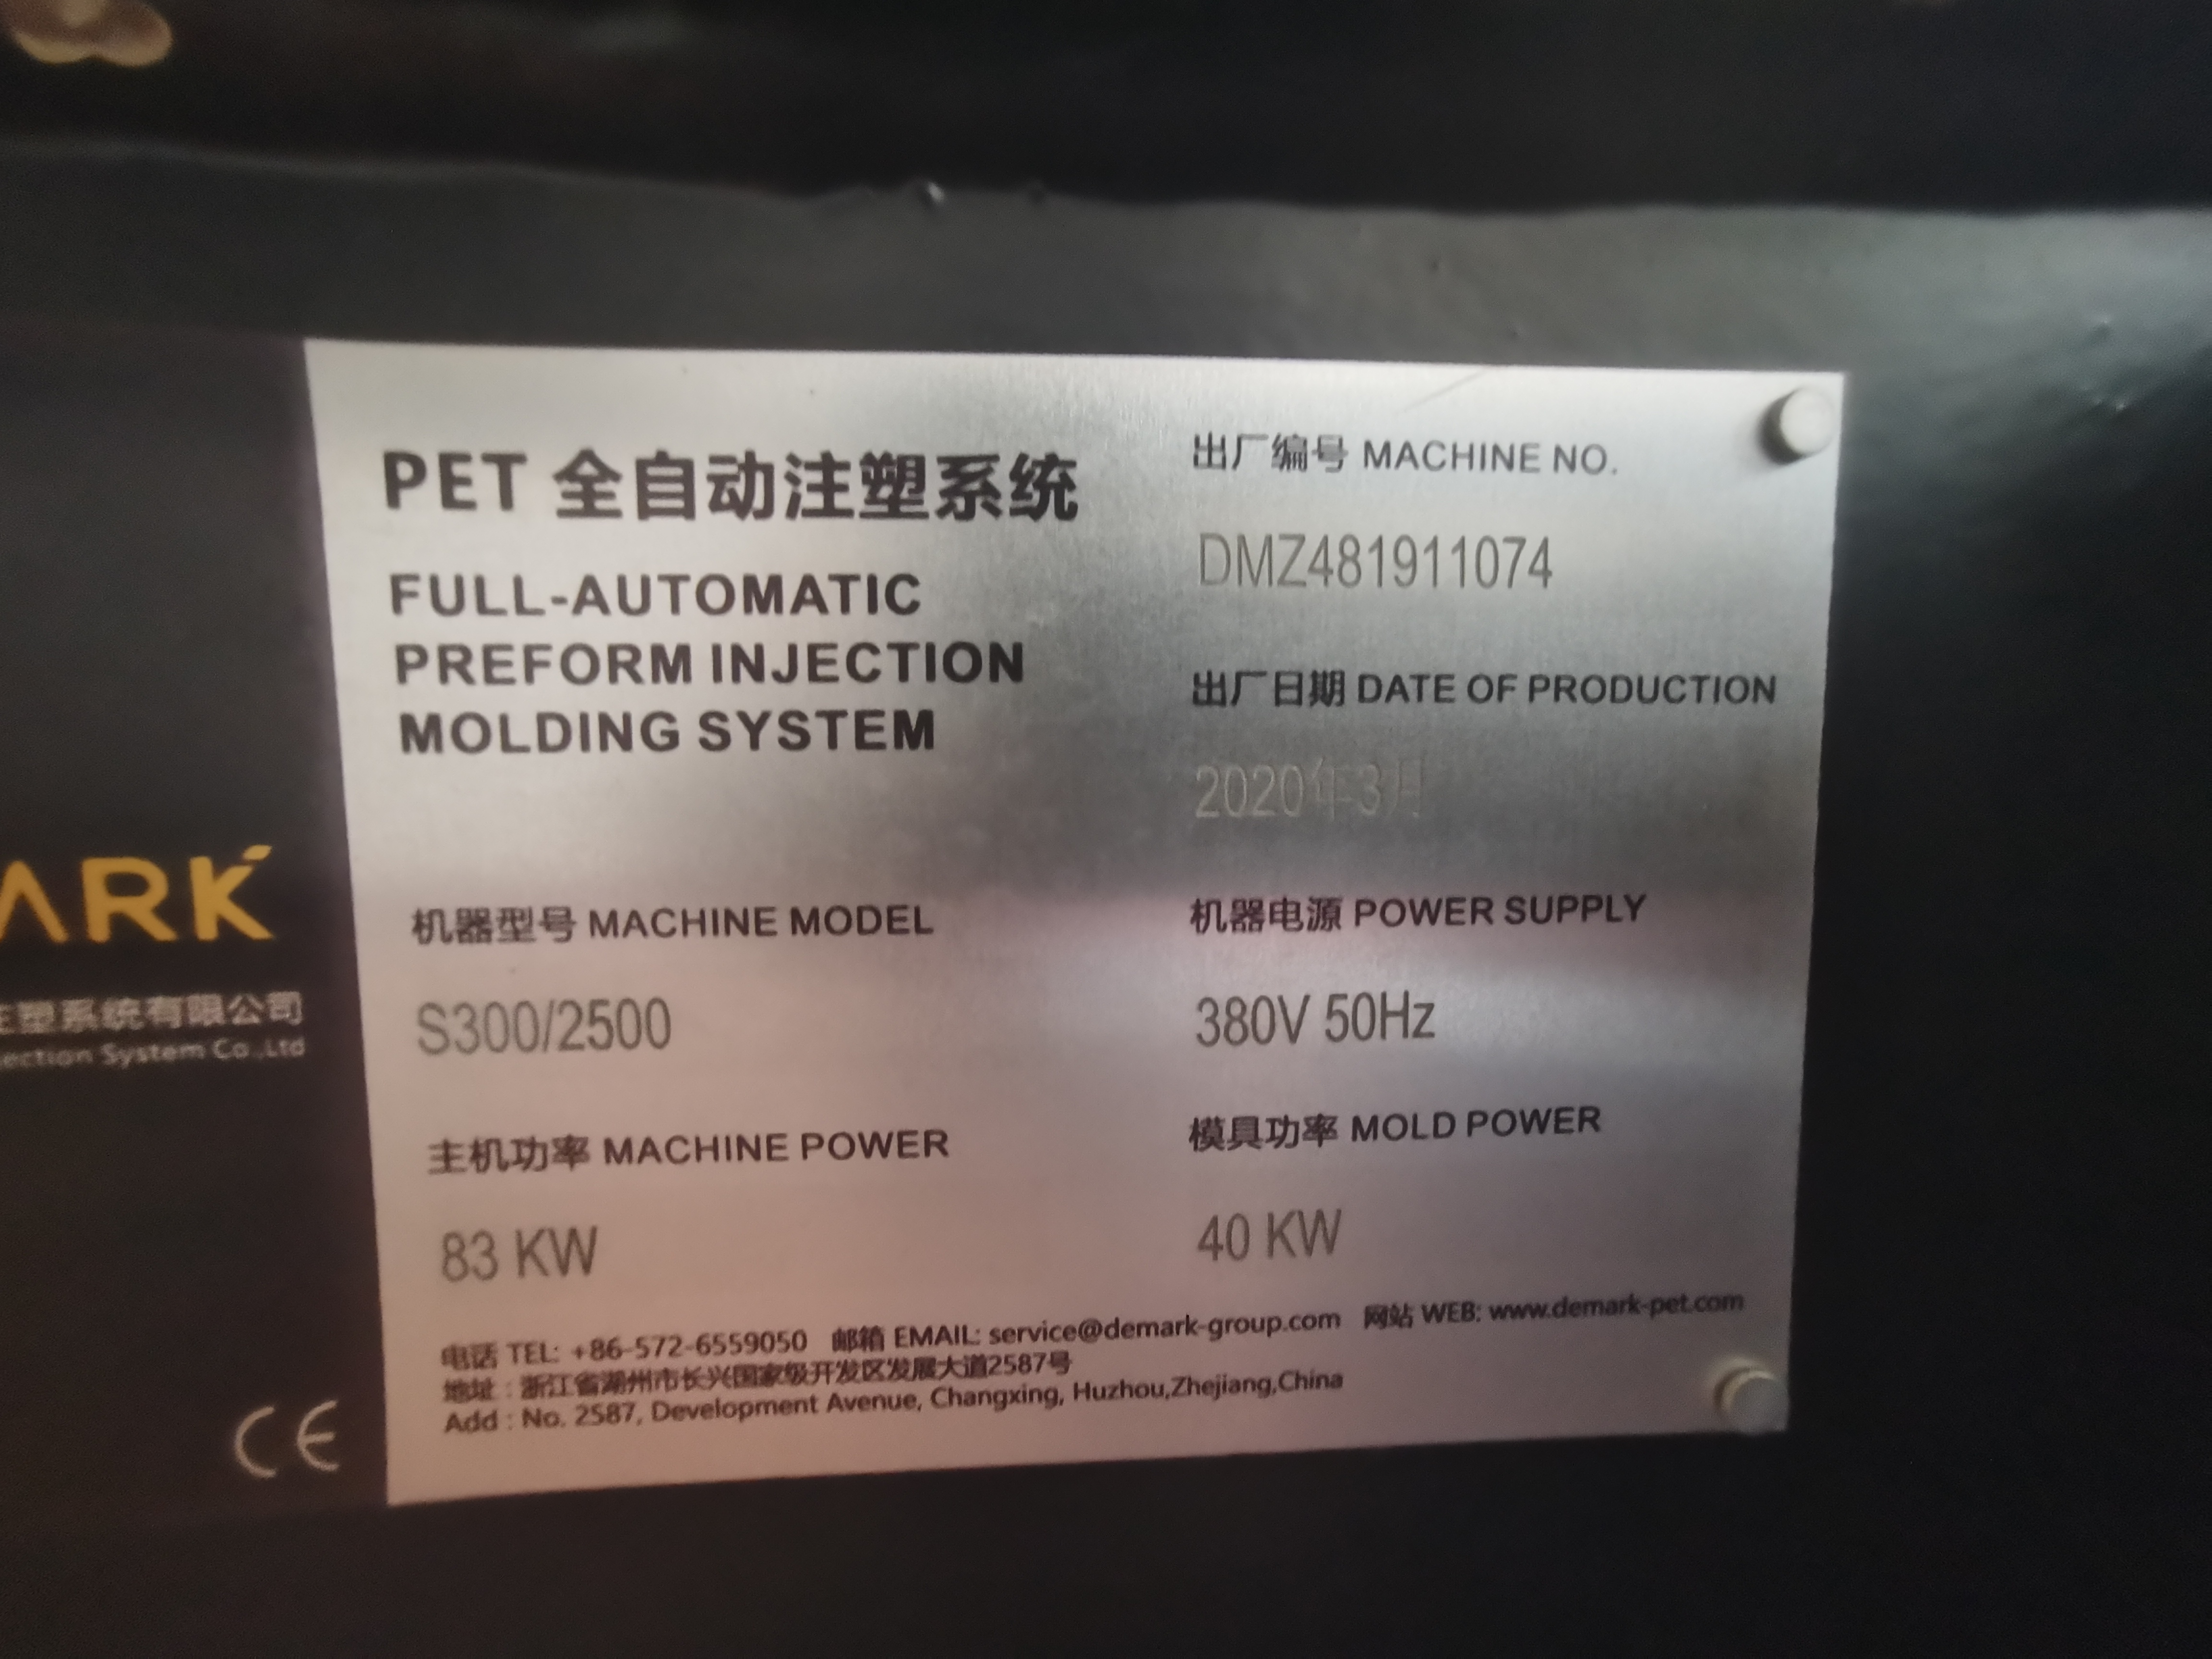 PET 全自动注塑系统
FULL-AUTOMATIC
PREFORM INJECTION
MOLDING SYSTEM
机器型号 MACHINE MODEL
S300/2500
主机功率 MACHINE POWER
83 KW
出厂编号 MACHINE NO.
DMZ481911074
出厂日期 DATE OF PRODUCTION
2020年3月
机器电源 POWER SUPPLY
380V 50Hz
模具功率 MOLD POWER
40 KW
电话 TEL: +86-572-6559050 邮箱 EMAIL: service@demark-group.com 网站 WEB: www.demark-pet.com
地址：浙江省湖州市长兴国家级开发区发展大道2587号
Add : No. 2587, Development Avenue, Changxing, Huzhou,Zhejiang,China
ARK
塑系统有限公司
ection System Co.,Ltd
CE